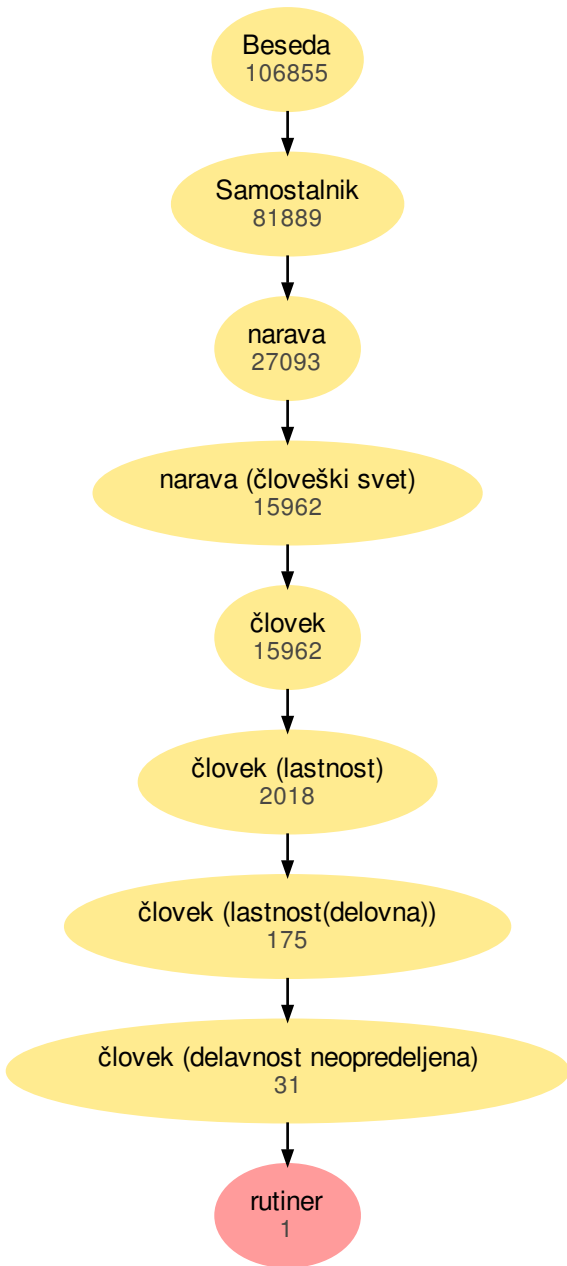 Beseda
106855
Samostalnik
81889
narava
27093
narava (človeški svet)
15962
človek
15962
človek (lastnost)
2018
človek (lastnost(delovna))
175
človek (delavnost neopredeljena)
31
rutiner
1